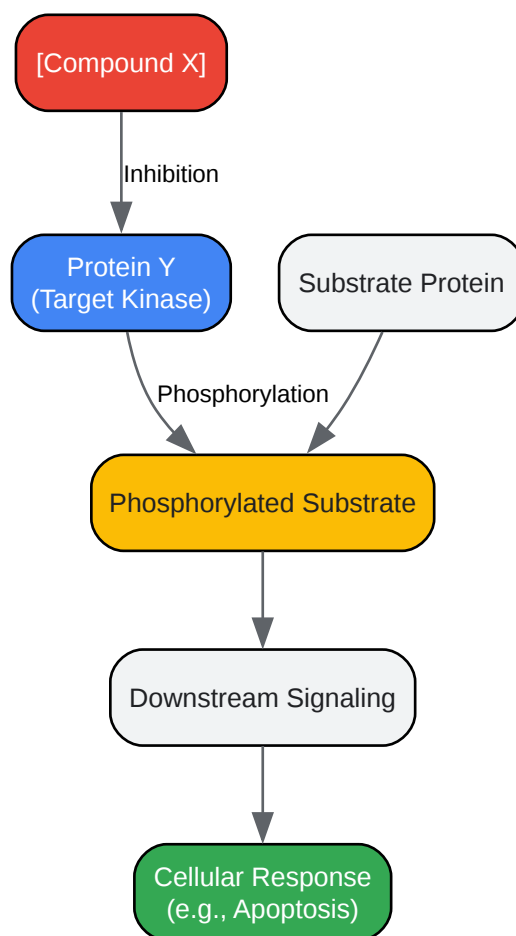 [Compound X]
Inhibition
Protein Y
(Target Kinase)
Substrate Protein
Phosphorylation
Phosphorylated Substrate
Downstream Signaling
Cellular Response
(e.g., Apoptosis)